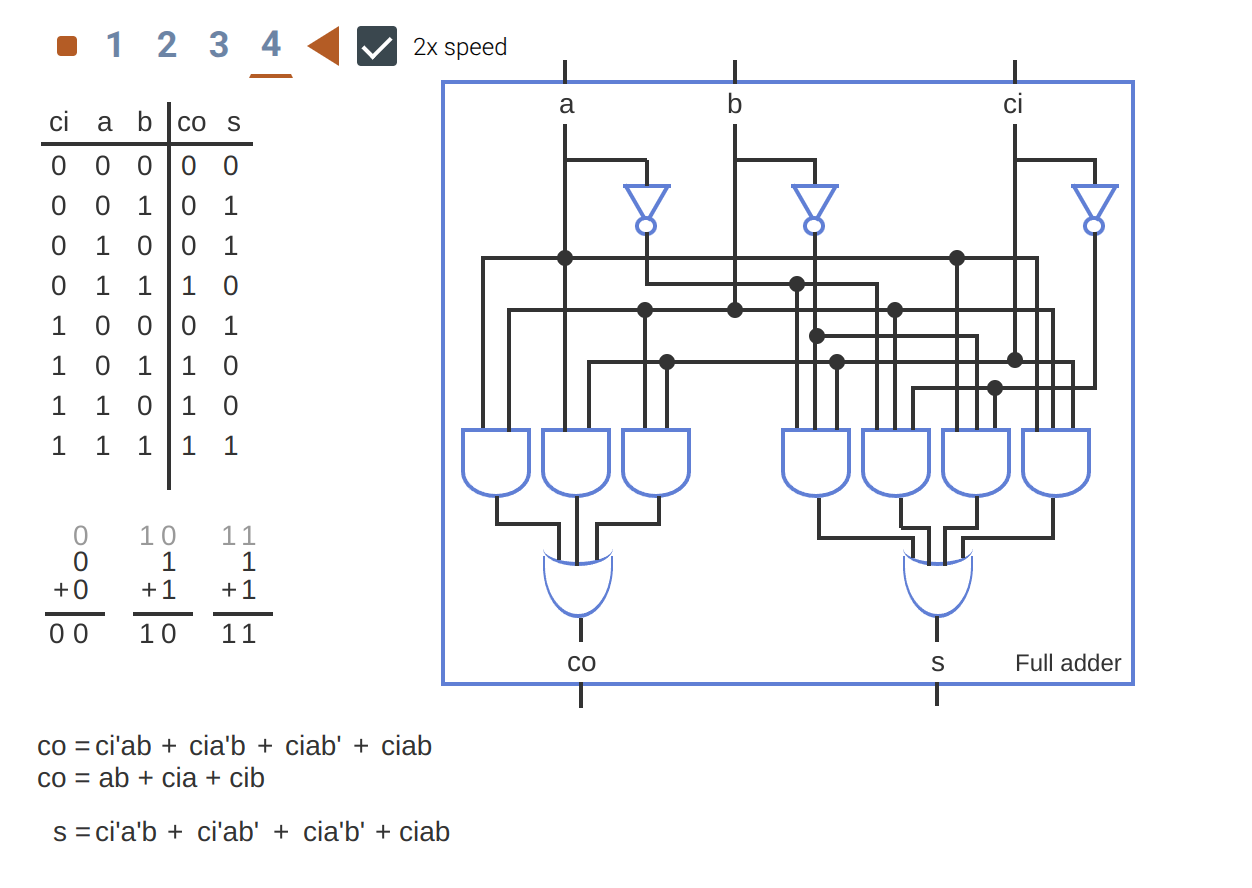 1 2 3 4 2x speed
ci a b co s
0 0 0 0 0
0 0 1 0 1
0 1 0 0 1
0 1 1 1 0
1 0 0 0 1
1 0 1 1 0
1 1 0 1 0
1 1 1 1 1
0 10 11
0 1 1
+0 +1 +1
00 10 11
a b ci
co s Full adder
co = ci'ab + cia'b + ciab' + ciab
co = ab + cia + cib
s = ci'a'b + ci'ab' + cia'b' + ciab